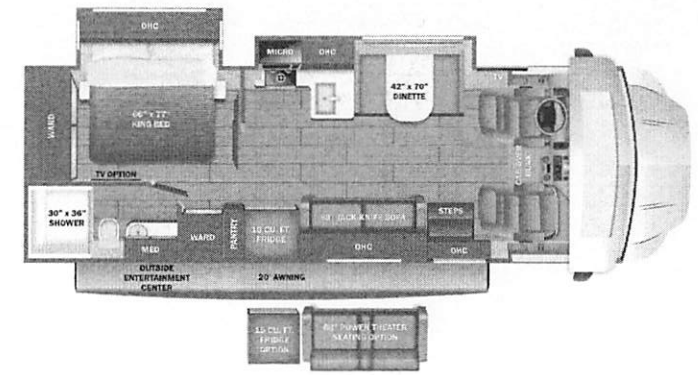 OHC
MICRO
OHC
42" x 70"
DINETTE
TV
WARD
KING BED
TV OPTION
30" x 36"
SHOWER
MED
WARD
PANTRY
10 CU. FT.
FRIDGE
JACK-KNIFE SOFA
STEPS
OHC
OHC
OUTSIDE
ENTERTAINMENT
CENTER
20' AWNING
CU. FT.
FRIDGE
OPTION
POWER THEATER
SEATING OPTION